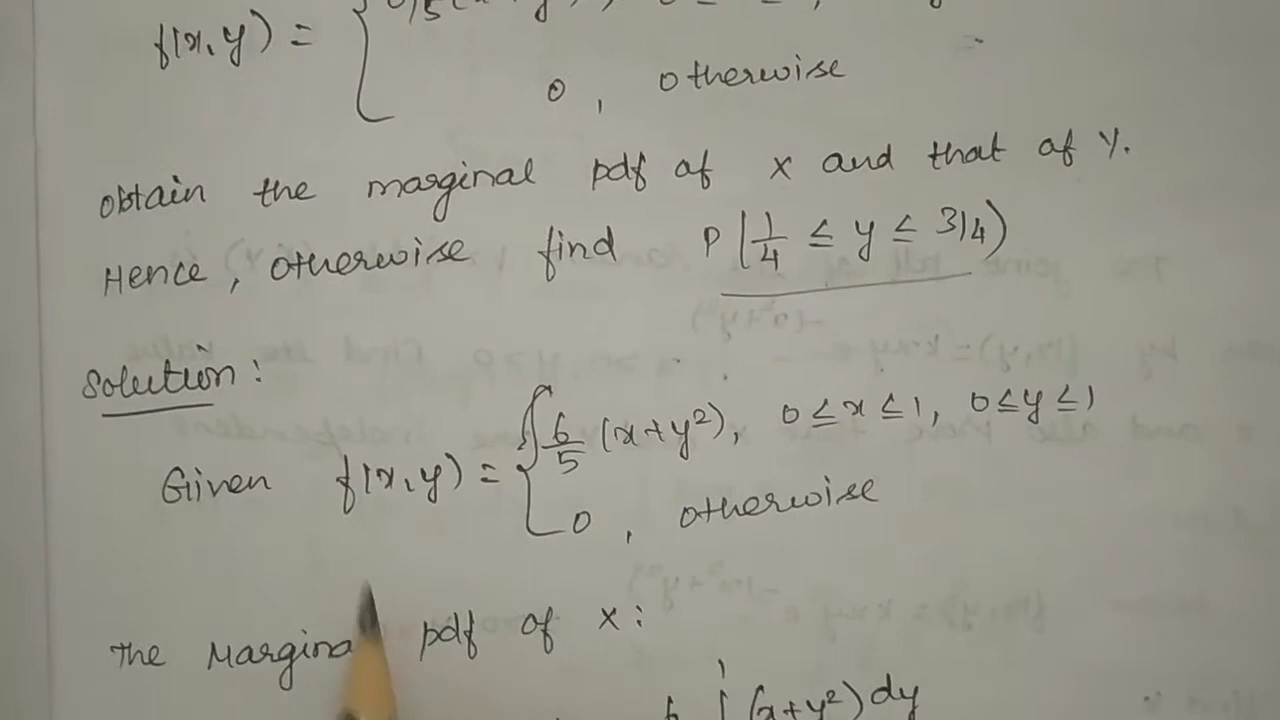 f(x,y) = {
0, otherwise
obtain the marginal pdf of x and that of y.
Hence, otherwise find P(1/4 ≤ y ≤ 3/4)
Solution:
Given f(x,y) = { 6/5 (x+y²), 0≤x≤1, 0≤y≤1
0, otherwise
The Marginal pdf of x:
∫ (x+y²) dy